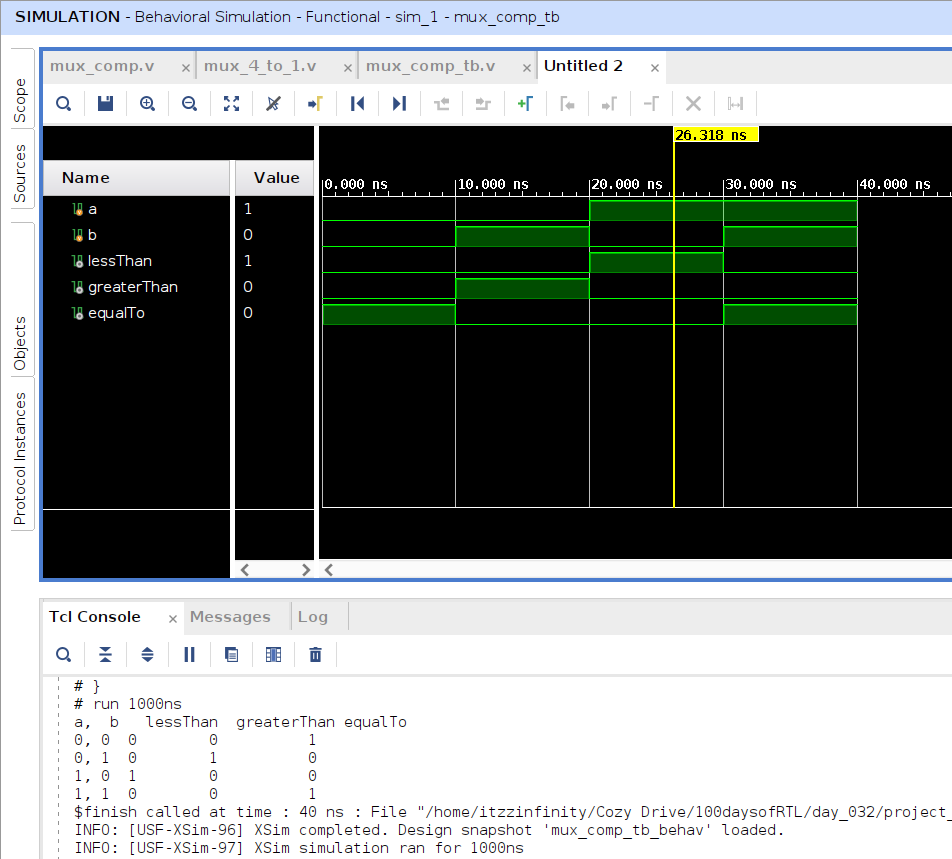 SIMULATION - Behavioral Simulation - Functional - sim_1 - mux_comp_tb
mux_comp.v × mux_4_to_1.v × mux_comp_tb.v × Untitled 2 ×
Scope
Sources
Objects
Protocol Instances
26.318 ns
Name Value
0.000 ns 10.000 ns 20.000 ns 30.000 ns 40.000 ns
a 1
b 0
lessThan 1
greaterThan 0
equalTo 0
Tcl Console × Messages Log
# }
# run 1000ns
a, b lessThan greaterThan equalTo
0, 0 0 0 1
0, 1 0 1 0
1, 0 1 0 0
1, 1 0 0 1
$finish called at time : 40 ns : File "/home/itzzinfinity/Cozy Drive/100daysofRTL/day_032/project_
INFO: [USF-XSim-96] XSim completed. Design snapshot 'mux_comp_tb_behav' loaded.
INFO: [USF-XSim-97] XSim simulation ran for 1000ns